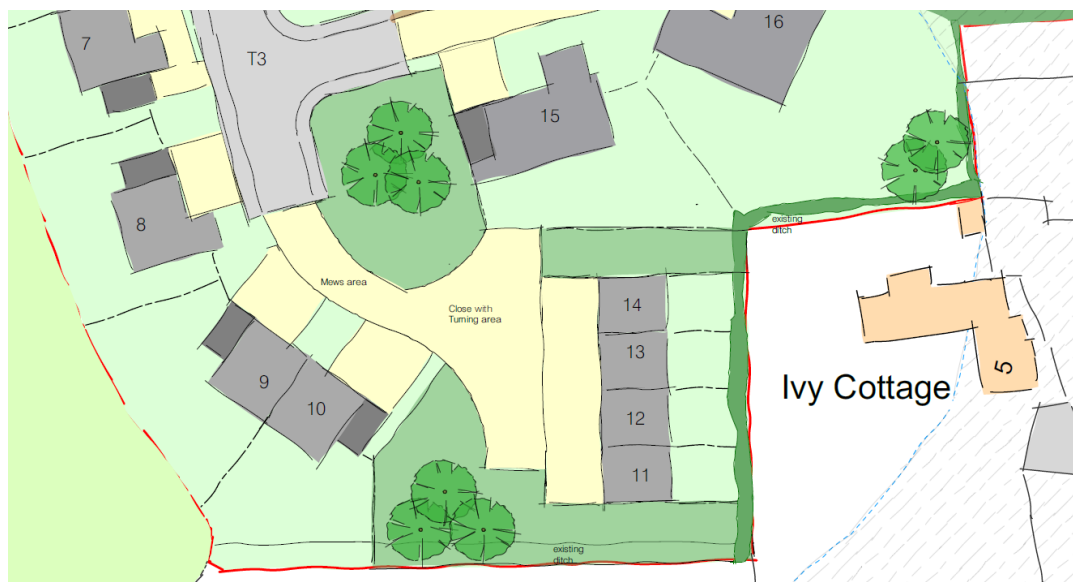 7
T3
16
15
8
existing
ditch
Mews area
Close with
Turning area
14
13
Ivy Cottage
5
9
10
12
11
existing
ditch